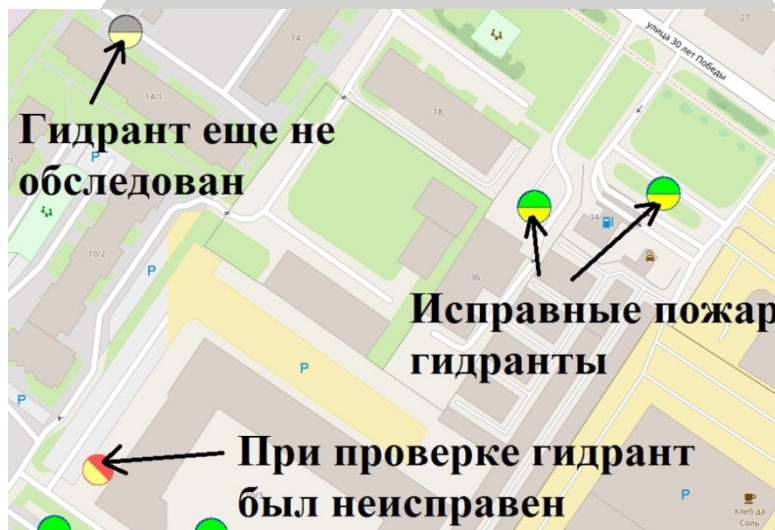 27
улица 30 лет Победы
14
14/1
18
Гидрант еще не
обследован
P
10/2
P
34
36
Исправные пожар
гидранты
P
P
При проверке гидрант
был неисправен
P
Хлеб да
Соль